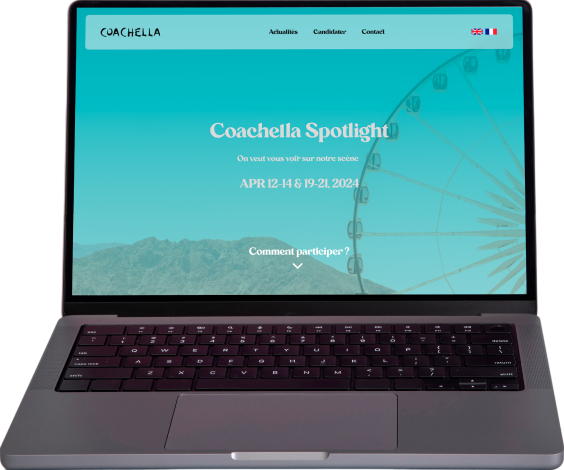 COACHELLA
Actualités Candidater Contact
Coachella Spotlight
On veut vous voir sur notre scène
APR 12-14 & 19-21, 2024
Comment participer ?
Q W E R T Y U I O P
A S D F G H J K L
Z X C V B N M